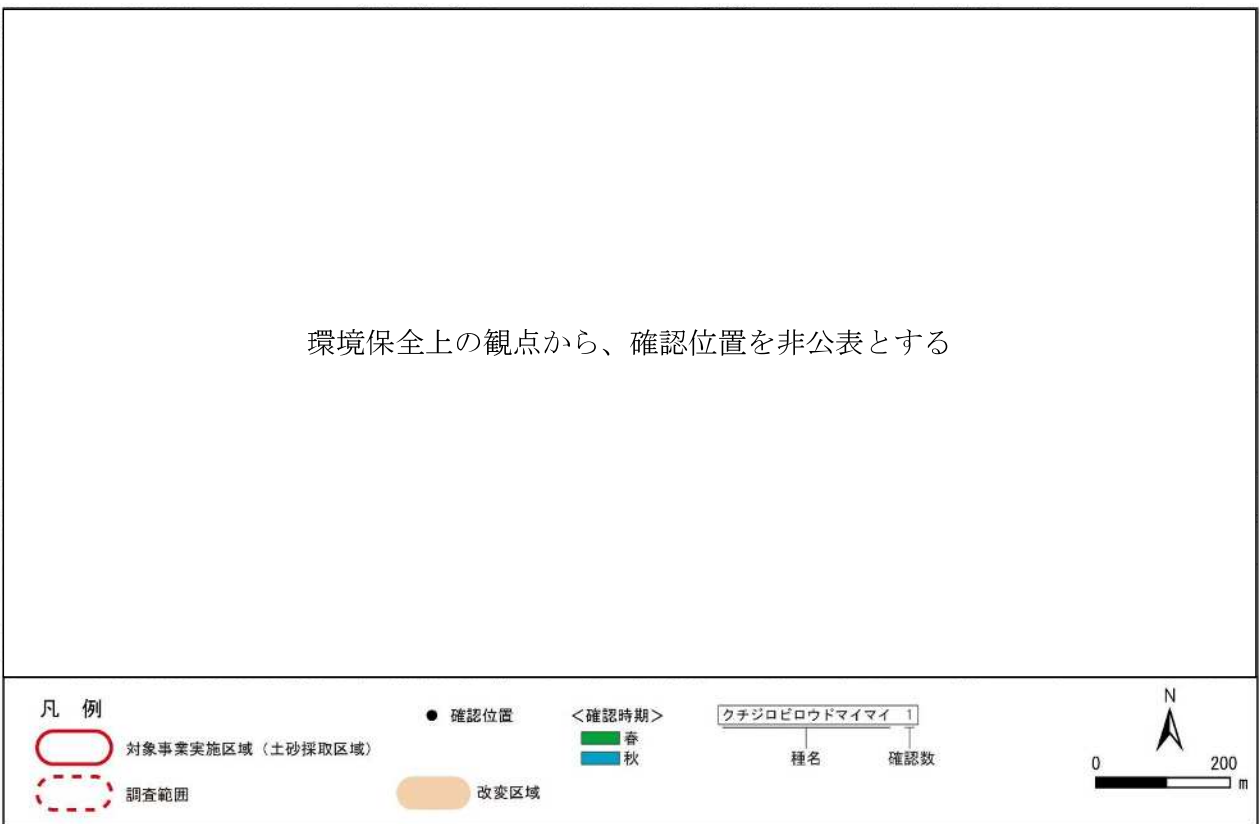 環境保全上の観点から、確認位置を非公表とする
凡 例
対象事業実施区域（土砂採取区域）
調査範囲
● 確認位置
改変区域
＜確認時期＞
春
秋
クチジロビロウドマイマイ 1
種名 確認数
N
0 200
m